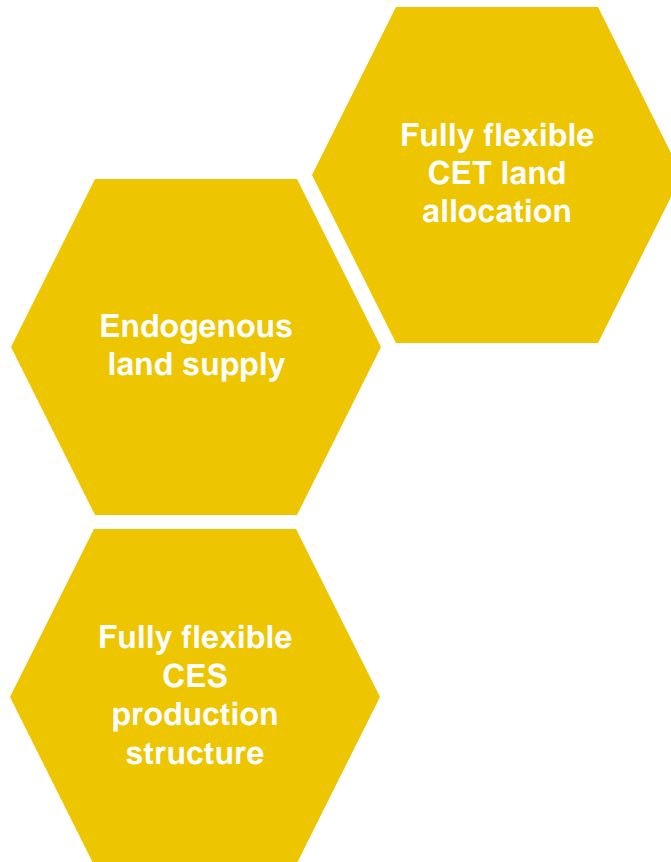 Fully flexible
CET land
allocation
Endogenous
land supply
Fully flexible
CES
production
structure